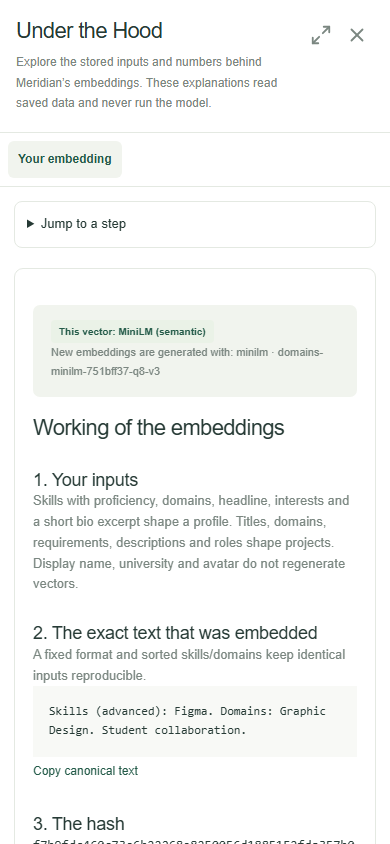 Under the Hood
Explore the stored inputs and numbers behind
Meridian's embeddings. These explanations read
saved data and never run the model.
Your embedding
Jump to a step
This vector: MiniLM (semantic)
New embeddings are generated with: minilm · domains-
minilm-751bff37-q8-v3
Working of the embeddings
1. Your inputs
Skills with proficiency, domains, headline, interests and
a short bio excerpt shape a profile. Titles, domains,
requirements, descriptions and roles shape projects.
Display name, university and avatar do not regenerate
vectors.
2. The exact text that was embedded
A fixed format and sorted skills/domains keep identical
inputs reproducible.
Skills (advanced): Figma. Domains: Graphic
Design. Student collaboration.
Copy canonical text
3. The hash